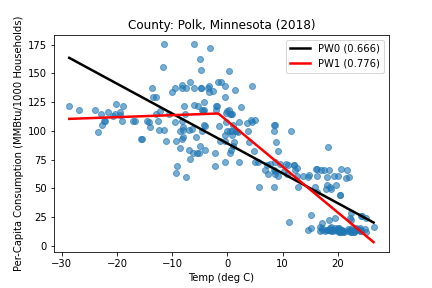 County: Polk, Minnesota (2018)
Per-Capita Consumption (MMBtu/1000 Households)
175
150
125
100
75
50
25
0
PW0 (0.666)
PW1 (0.776)
−30 −20 −10 0 10 20
Temp (deg C)